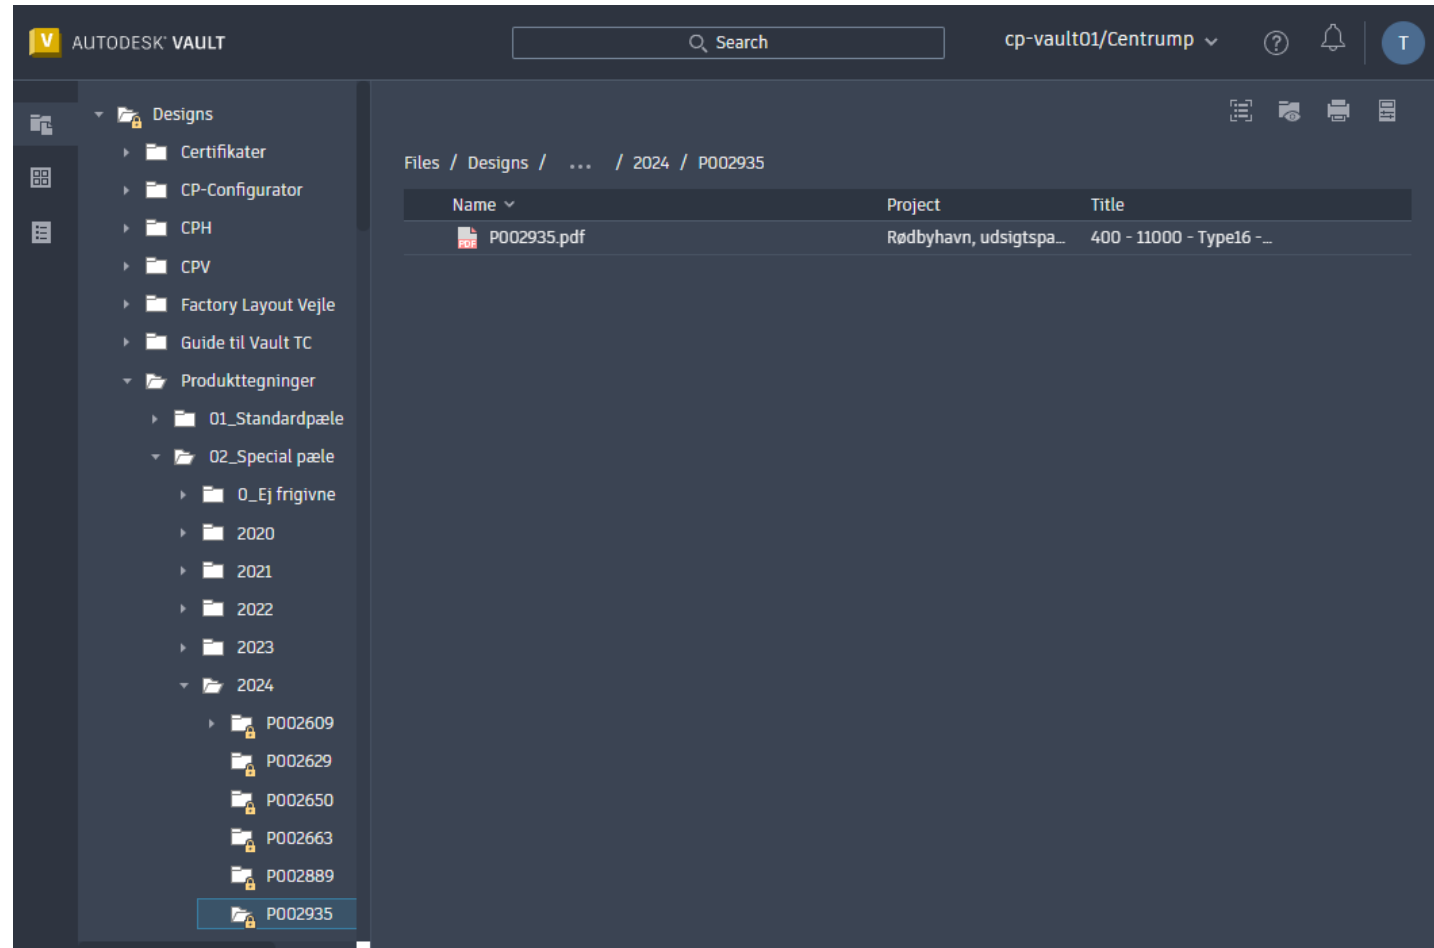 V AUTODESK® VAULT
Search
cp-vault01/Centrump
?
T
Designs
Certifikater
CP-Configurator
CPH
CPV
Factory Layout Vejle
Guide til Vault TC
Produkttegninger
01_Standardpæle
02_Special pæle
0_Ej frigivne
2020
2021
2022
2023
2024
P002609
P002629
P002650
P002663
P002889
P002935
Files / Designs / ... / 2024 / P002935
Name Project Title
PDF P002935.pdf Rødbyhavn, udsigtspa... 400 - 11000 - Type16 -...